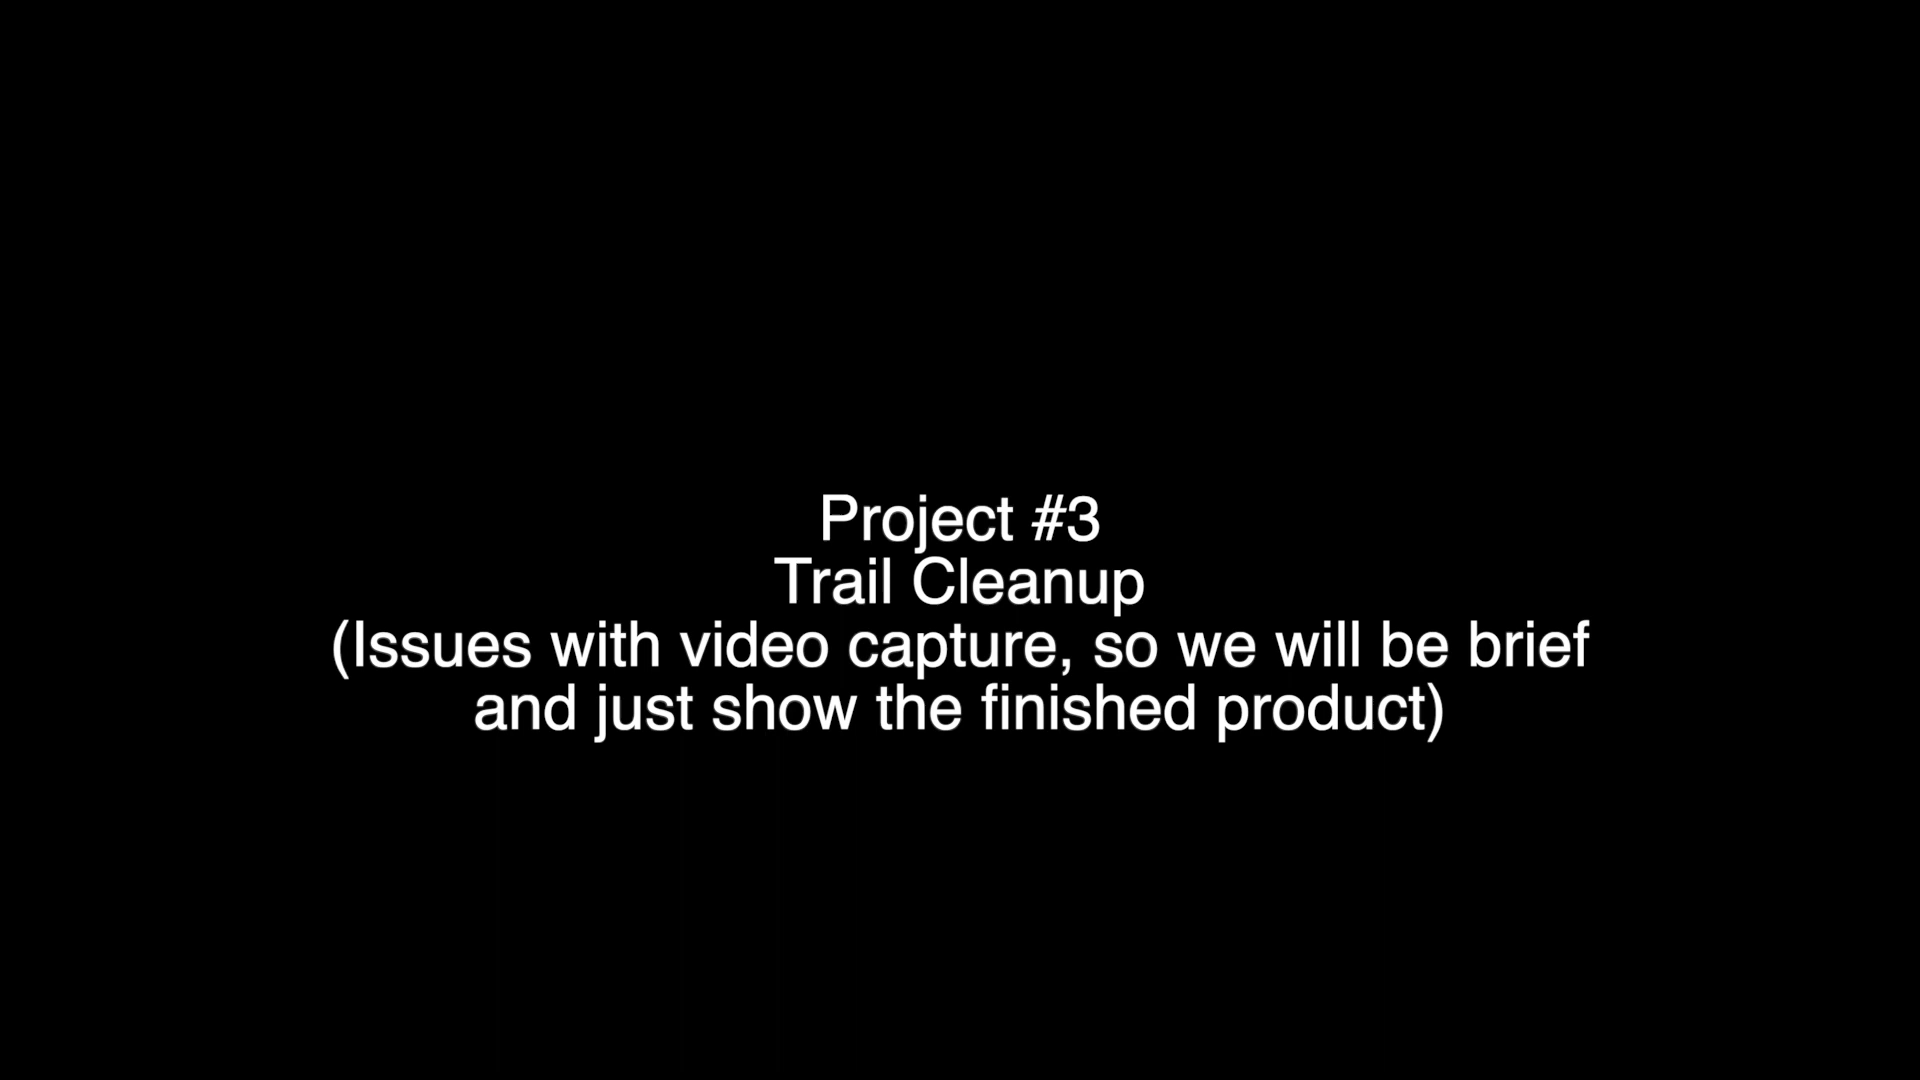 Project #3
Trail Cleanup
(Issues with video capture, so we will be brief
and just show the finished product)